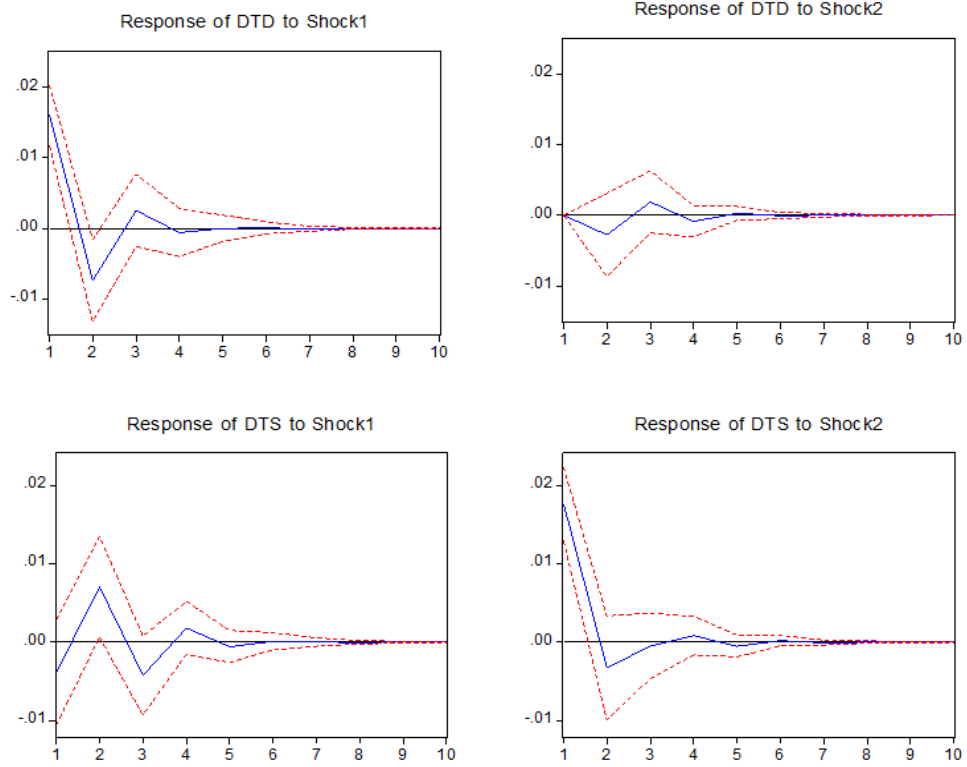 Response of DTD to Shock1
.02
.01
.00
-.01
1 2 3 4 5 6 7 8 9 10
Response of DTD to Shock2
.02
.01
.00
-.01
1 2 3 4 5 6 7 8 9 10
Response of DTS to Shock1
.02
.01
.00
-.01
1 2 3 4 5 6 7 8 9 10
Response of DTS to Shock2
.02
.01
.00
-.01
1 2 3 4 5 6 7 8 9 10